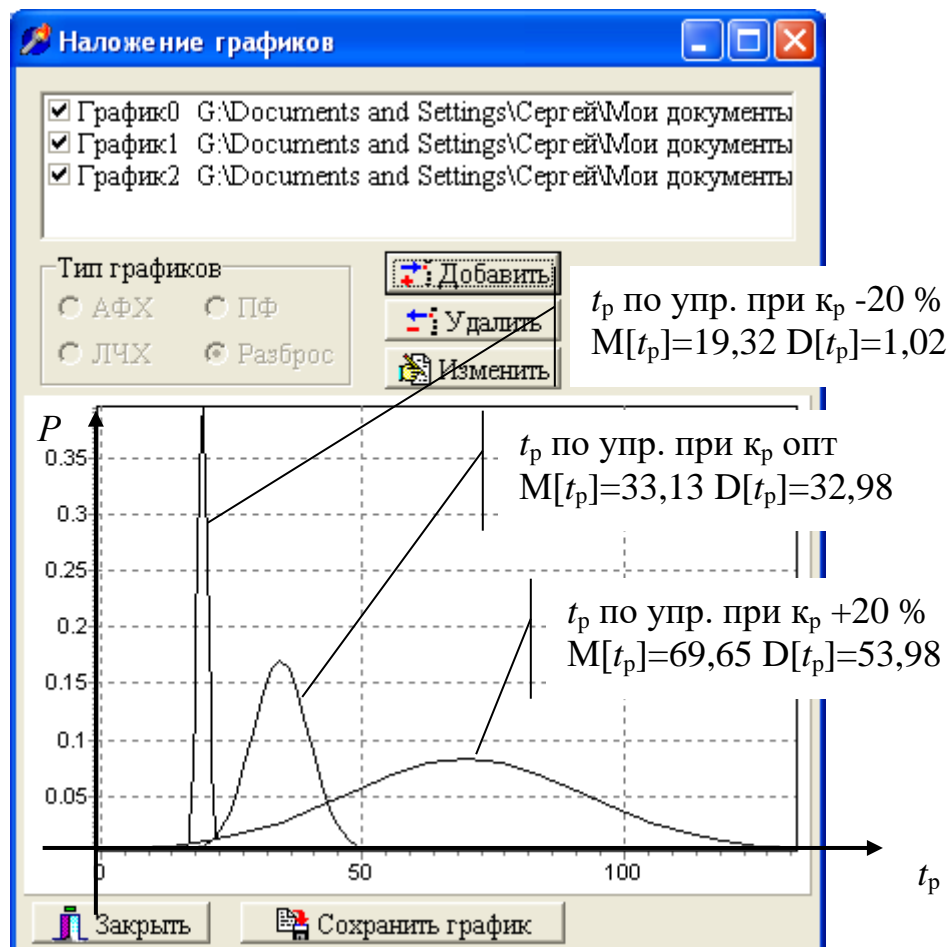 Наложение графиков
График0 G:\Documents and Settings\Сергей\Мои документы
График1 G:\Documents and Settings\Сергей\Мои документы
График2 G:\Documents and Settings\Сергей\Мои документы
Тип графиков
АФХ ПФ
ЛЧХ Разброс
Добавить
Удалить
Изменить
tр по упр. при кр -20 %
М[tр]=19,32 D[tр]=1,02
tр по упр. при кр опт
М[tр]=33,13 D[tр]=32,98
tр по упр. при кр +20 %
М[tр]=69,65 D[tр]=53,98
P
0.35
0.3
0.25
0.2
0.15
0.1
0.05
0 50 100
tр
Закрыть Сохранить график